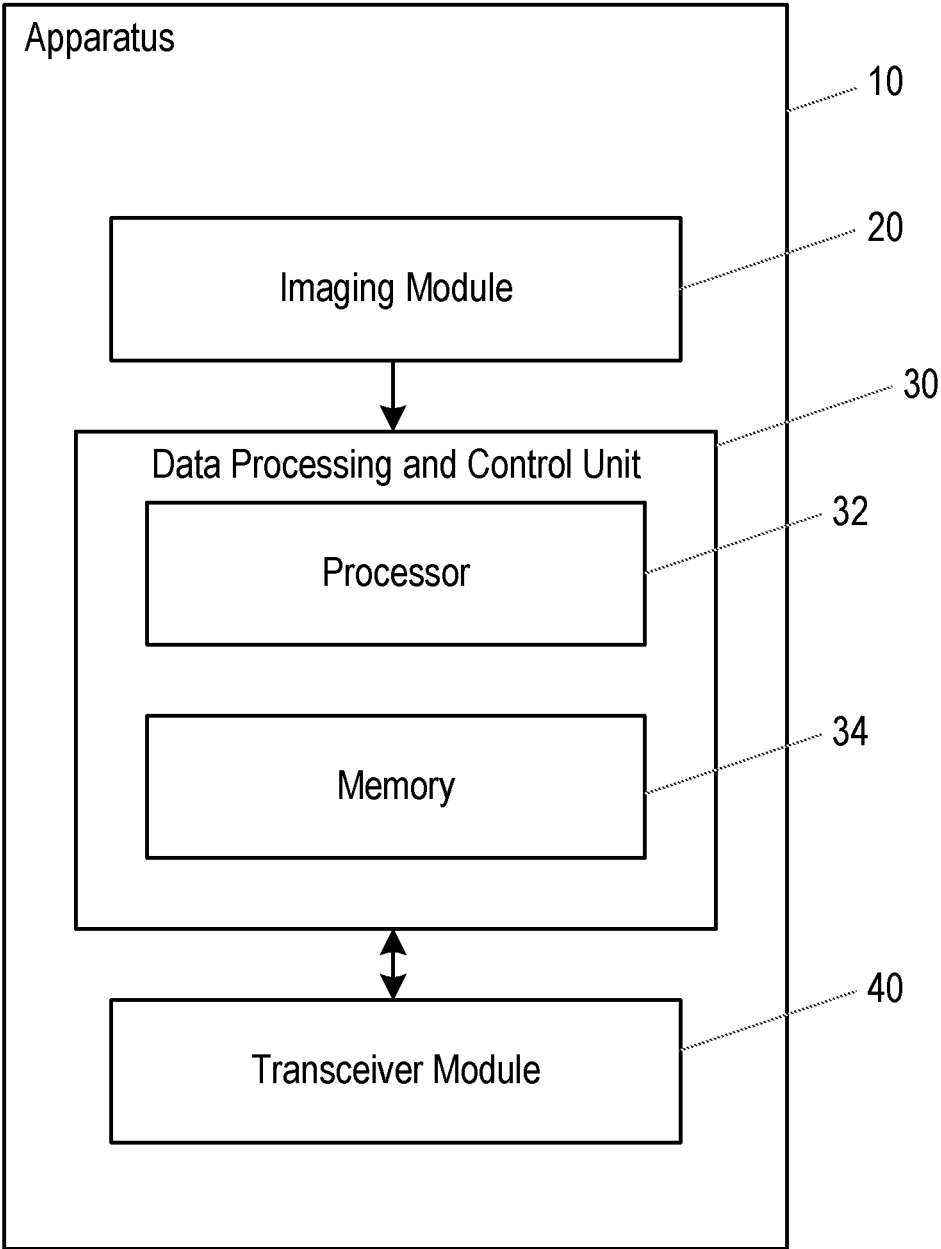 Apparatus
10
20
Imaging Module
30
Data Processing and Control Unit
32
Processor
34
Memory
40
Transceiver Module